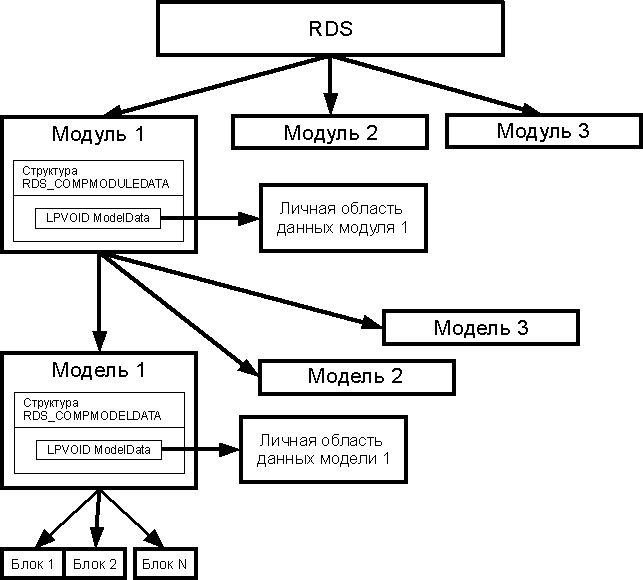 RDS
Модуль 1
Модуль 2
Модуль 3
Структура
RDS_COMPMODULEDATA
LPVOID ModelData
Личная область
данных модуля 1
Модель 3
Модель 1
Модель 2
Структура
RDS_COMPMODELDATA
LPVOID ModelData
Личная область
данных модели 1
Блок 1
Блок 2
Блок N